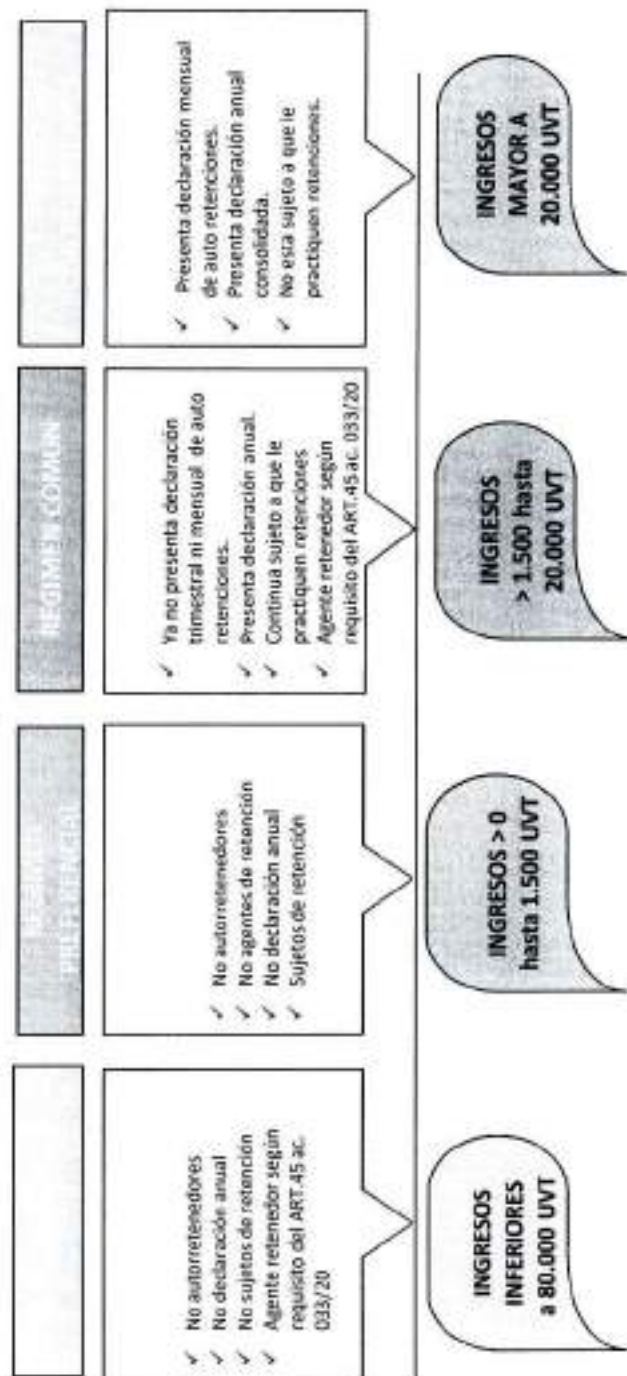 PREFERENCIAL
RÉGIMEN COMÚN
✓ No autorretenedores
✓ No declaración anual
✓ No sujetos de retención
✓ Agente retenedor según
requisito del ART.45 ac.
033/20
✓ No autorretenedores
✓ No agentes de retención
✓ No declaración anual
✓ Sujetos de retención
✓ Ya no presenta declaración
trimestral ni mensual de auto
retenciones.
✓ Presenta declaración anual.
✓ Continua sujeto a que le
practiquen retenciones
✓ Agente retenedor según
requisito del ART.45 ac. 033/20
✓ Presenta declaración mensual
de auto retenciones.
✓ Presenta declaración anual
consolidada.
✓ No esta sujeto a que le
practiquen retenciones.
INGRESOS
INFERIORES
a 80.000 UVT
INGRESOS > 0
hasta 1.500 UVT
INGRESOS
> 1.500 hasta
20.000 UVT
INGRESOS
MAYOR A
20.000 UVT